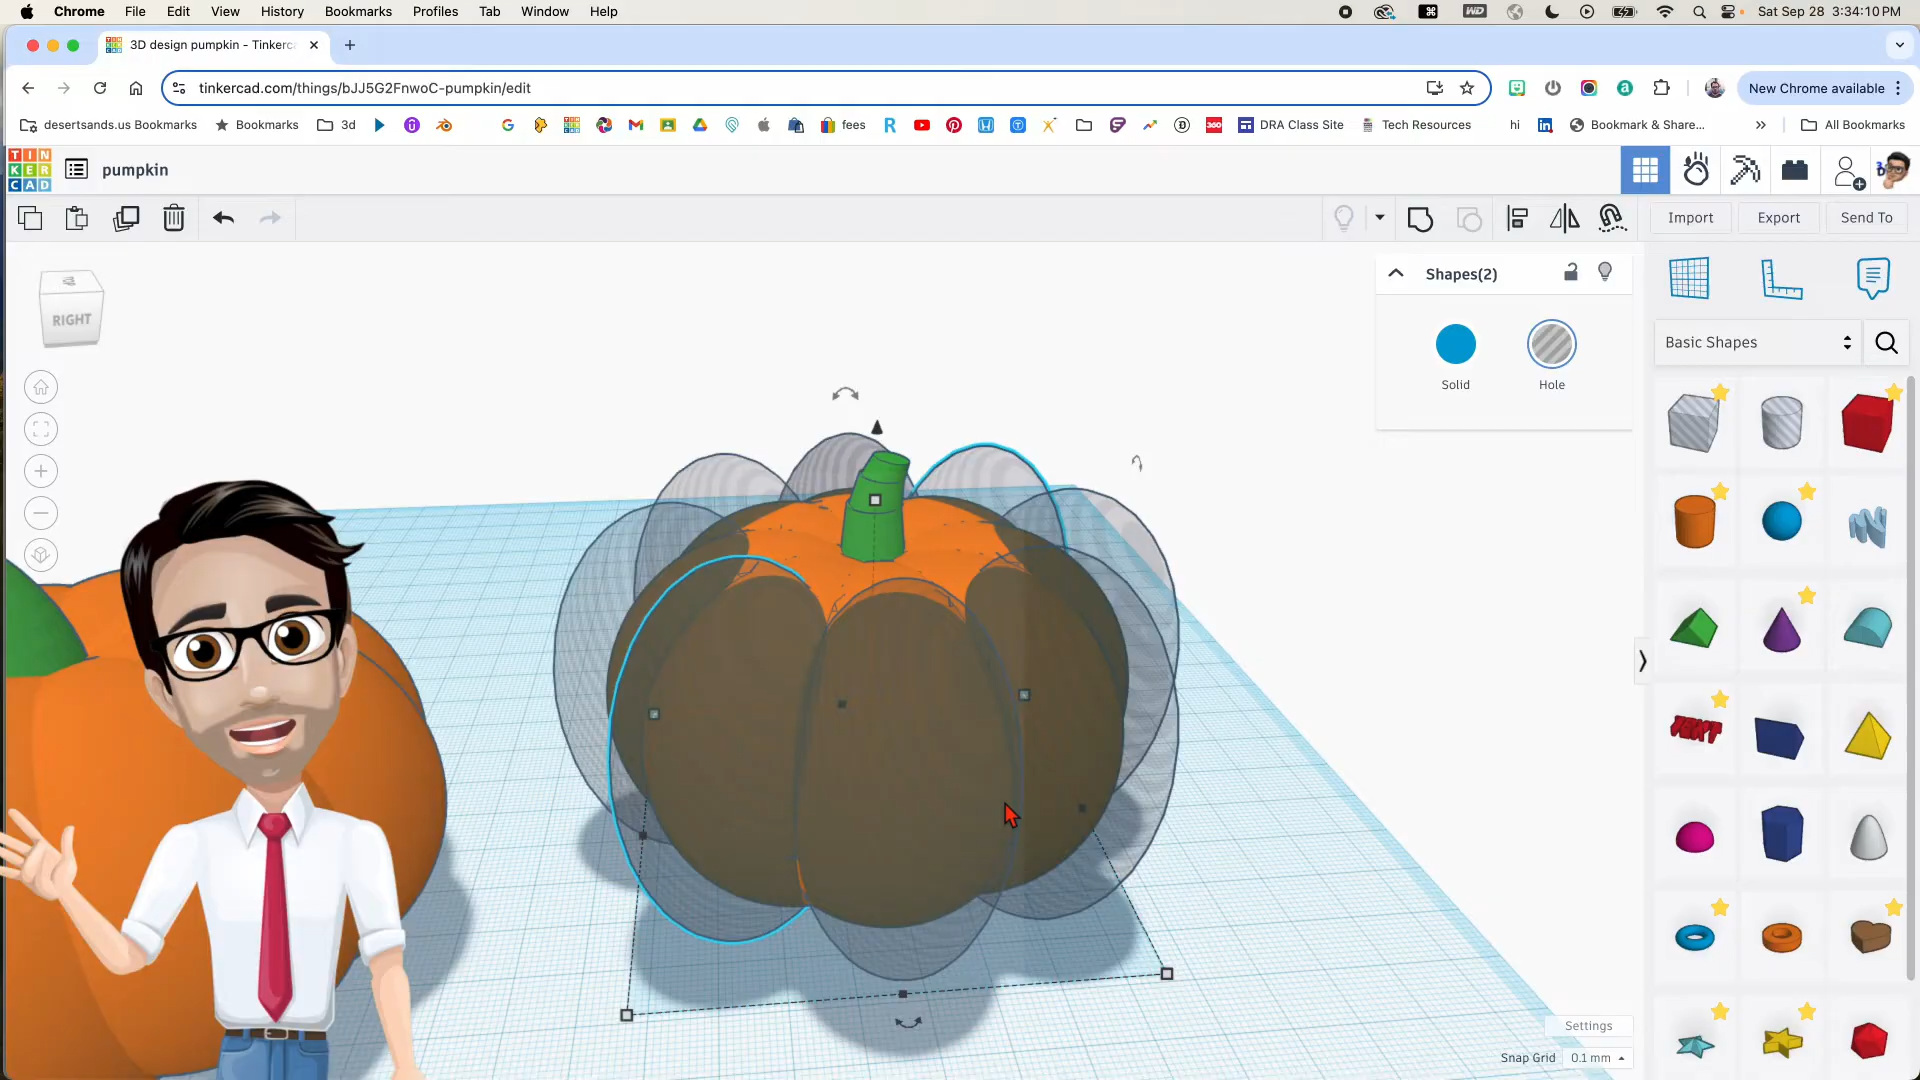 Chrome File Edit View History Bookmarks Profiles Tab Window Help
WD
Sat Sep 28 3:34:10 PM
3D design pumpkin - Tinkerc
tinkercad.com/things/bJJ5G2FnwoC-pumpkin/edit
New Chrome available
desertsands.us Bookmarks Bookmarks 3d fees DRA Class Site Tech Resources hi Bookmark & Share... All Bookmarks
TIN
KER
CAD
pumpkin
Import Export Send To
RIGHT
Shapes(2)
Solid Hole
Basic Shapes
TEXT
Settings
Snap Grid 0.1 mm